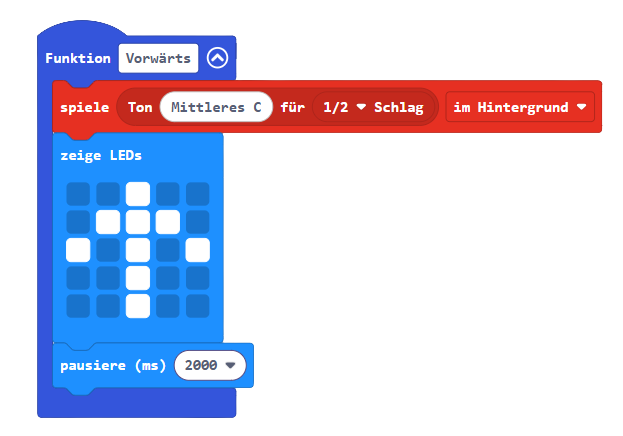 Funktion Vorwärts
spiele Ton Mittleres C für 1/2 Schlag im Hintergrund
zeige LEDs
pausiere (ms) 2000